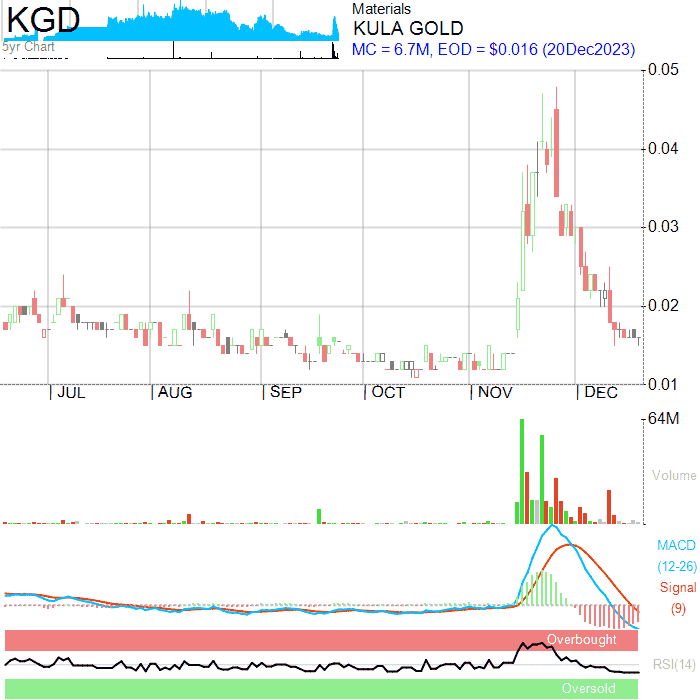 KGD
5yr Chart
Materials
KULA GOLD
MC = 6.7M, EOD = $0.016 (20Dec2023)
0.05
0.04
0.03
0.02
0.01
JUL AUG SEP OCT NOV DEC
64M
Volume
MACD
(12-26)
Signal
(9)
Overbought
RSI(14)
Oversold